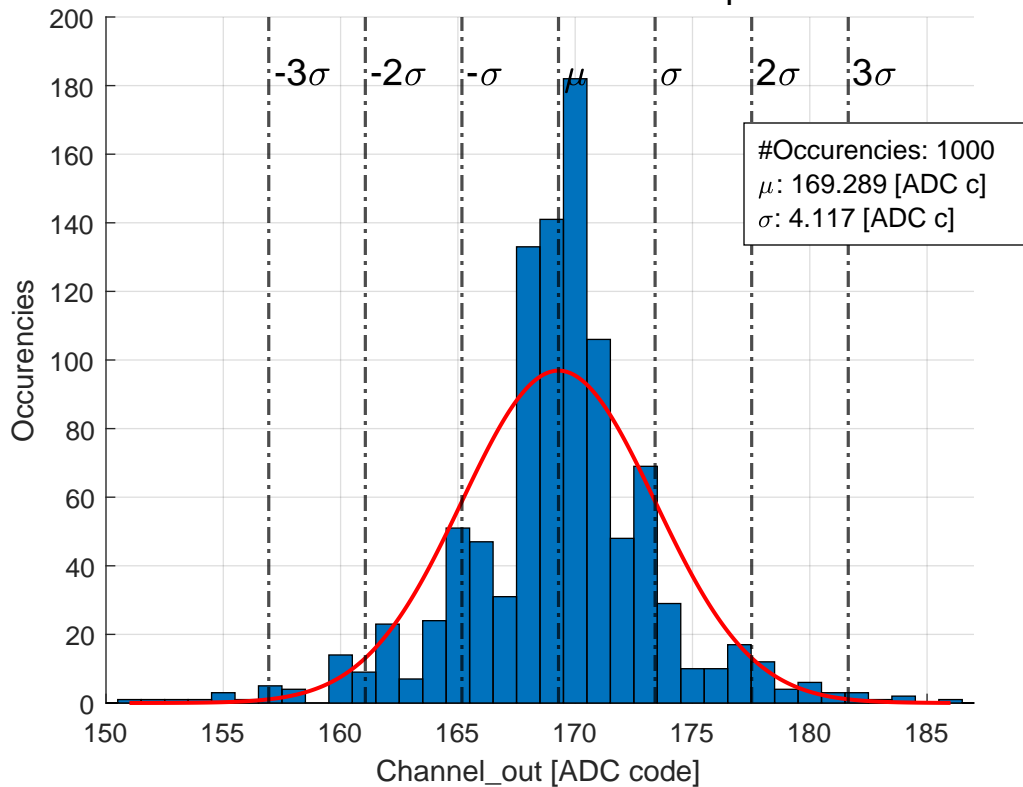 200
180
160
140
120
100
80
60
40
20
0
Occurencies
-3σ
-2σ
-σ
μ
σ
2σ
3σ
#Occurencies: 1000
μ: 169.289 [ADC c]
σ: 4.117 [ADC c]
150
155
160
165
170
175
180
185
Channel_out [ADC code]